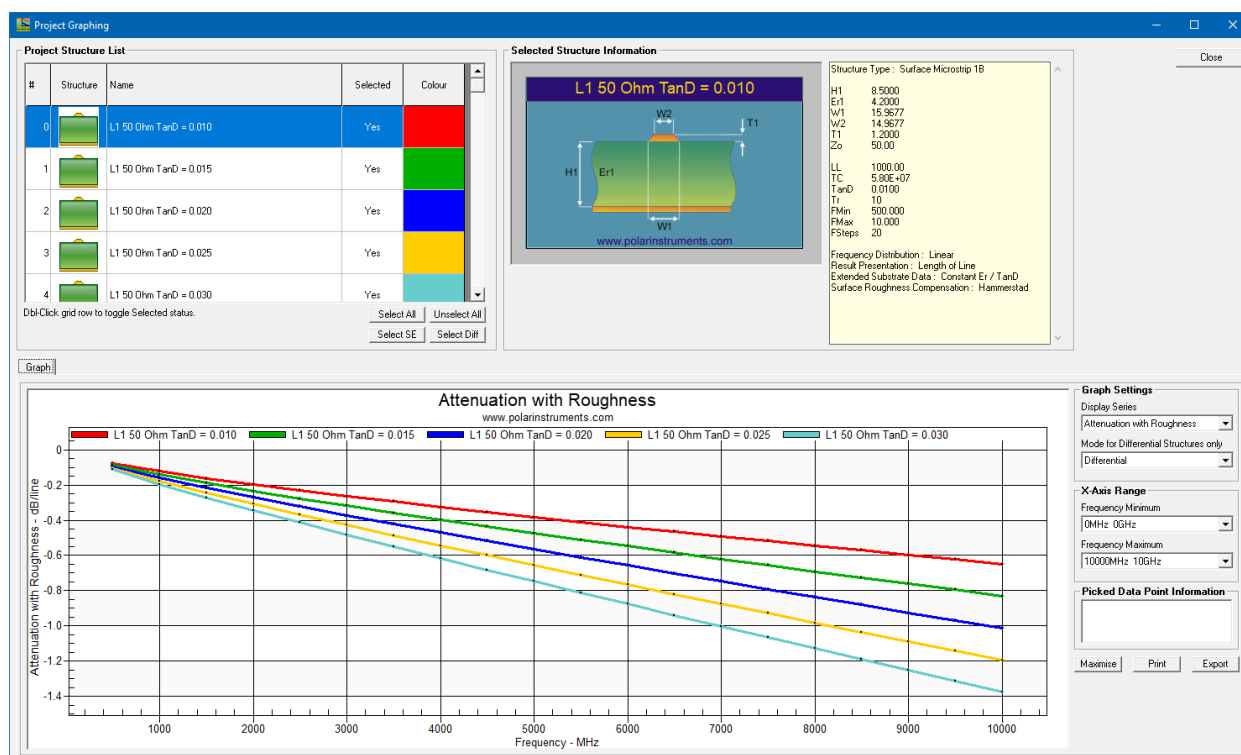 Project Graphing
Project Structure List
# Structure Name Selected Colour
0 L1 50 Ohm TanD = 0.010 Yes
1 L1 50 Ohm TanD = 0.015 Yes
2 L1 50 Ohm TanD = 0.020 Yes
3 L1 50 Ohm TanD = 0.025 Yes
4 L1 50 Ohm TanD = 0.030 Yes
Dbl-Click grid row to toggle Selected status.
Select All Unselect All
Select SE Select Diff
Selected Structure Information
L1 50 Ohm TanD = 0.010
W2
T1
H1 Er1
W1
www.polarinstruments.com
Structure Type : Surface Microstrip 1B
H1 8.5000
Er1 4.2000
W1 15.9677
W2 14.9677
T1 1.2000
Zo 50.00
LL 1000.00
TC 5.80E+07
TanD 0.0100
Tr 10
FMin 500.000
FMax 10.000
FSteps 20
Frequency Distribution : Linear
Result Presentation : Length of Line
Extended Substrate Data : Constant Er / TanD
Surface Roughness Compensation : Hammerstad
Close
Graph
Attenuation with Roughness
www.polarinstruments.com
L1 50 Ohm TanD = 0.010 L1 50 Ohm TanD = 0.015 L1 50 Ohm TanD = 0.020 L1 50 Ohm TanD = 0.025 L1 50 Ohm TanD = 0.030
Attenuation with Roughness - dB/line
0
-0.2
-0.4
-0.6
-0.8
-1.0
-1.2
-1.4
1000 2000 3000 4000 5000 6000 7000 8000 9000 10000
Frequency - MHz
Graph Settings
Display Series
Attenuation with Roughness
Mode for Differential Structures only
Differential
X-Axis Range
Frequency Minimum
0MHz 0GHz
Frequency Maximum
10000MHz 10GHz
Picked Data Point Information
Maximise Print Export